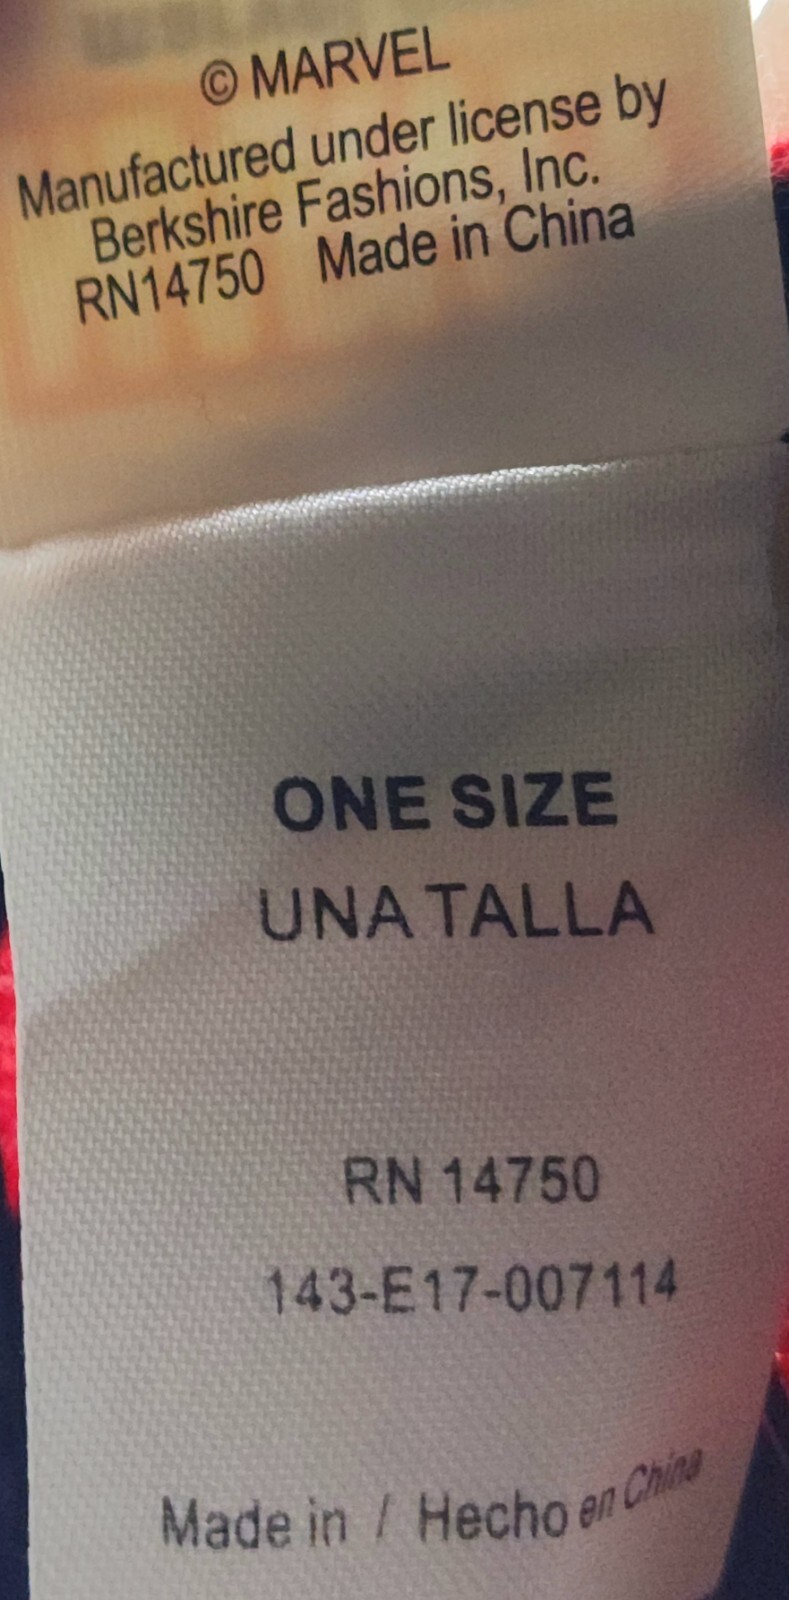 © MARVEL
Manufactured under license by
Berkshire Fashions, Inc.
RN14750 Made in China
ONE SIZE
UNA TALLA
RN 14750
143-E17-007114
Made in / Hecho en China